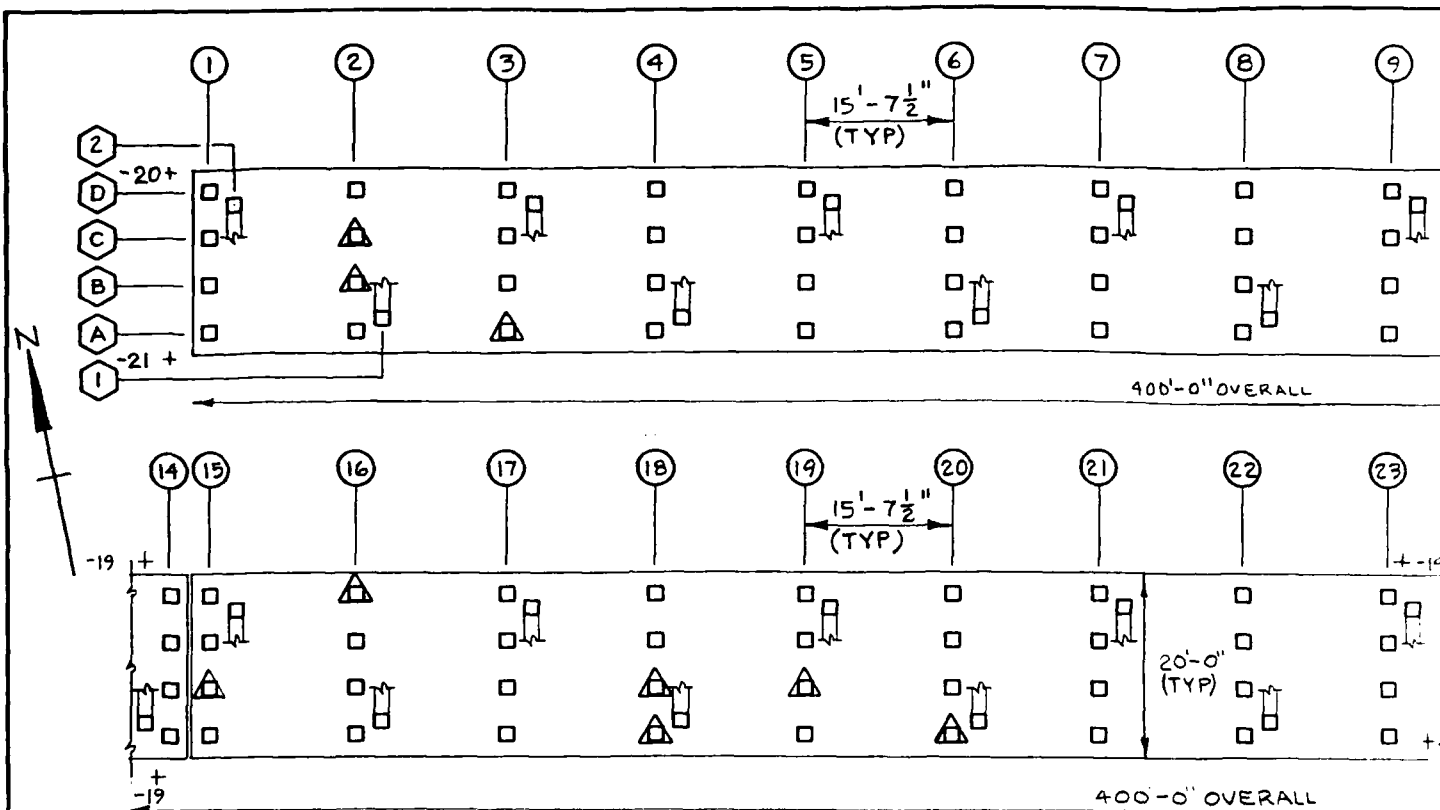 1 2 3 4 5 6 7 8 9
15'-7 1/2"
(TYP)
2
-20+
D
C
B
A
-21 +
1
N
400'-0" OVERALL
14 15 16 17 18 19 20 21 22 23
15'-7 1/2"
(TYP)
-19 +
+ -19
20'-0"
(TYP)
+
+
-19
400'-0" OVERALL